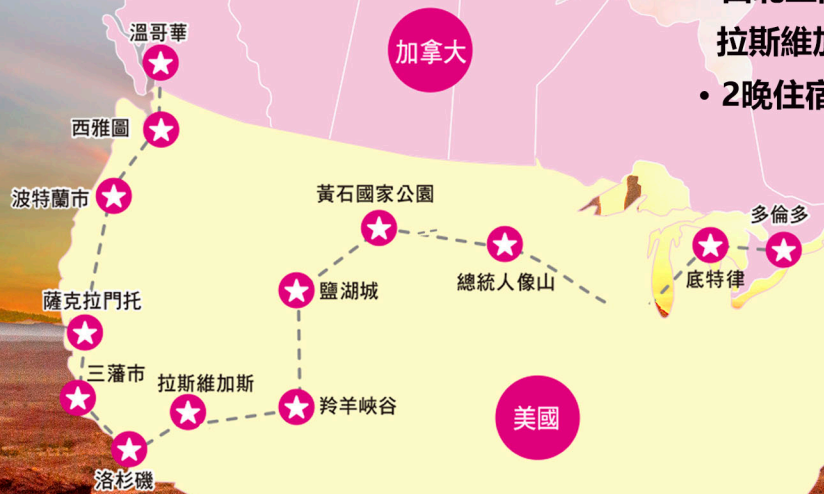 溫哥華
加拿大
拉斯維加
• 2晚住宿
西雅圖
波特蘭市
黃石國家公園
多倫多
總統人像山
底特律
鹽湖城
薩克拉門托
三藩市
拉斯維加斯
羚羊峽谷
美國
洛杉磯